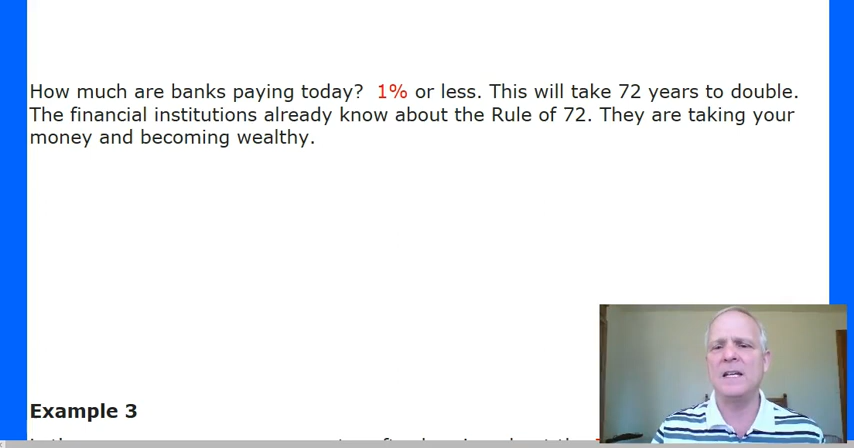 How much are banks paying today? 1% or less. This will take 72 years to double.
The financial institutions already know about the Rule of 72. They are taking your
money and becoming wealthy.
Example 3